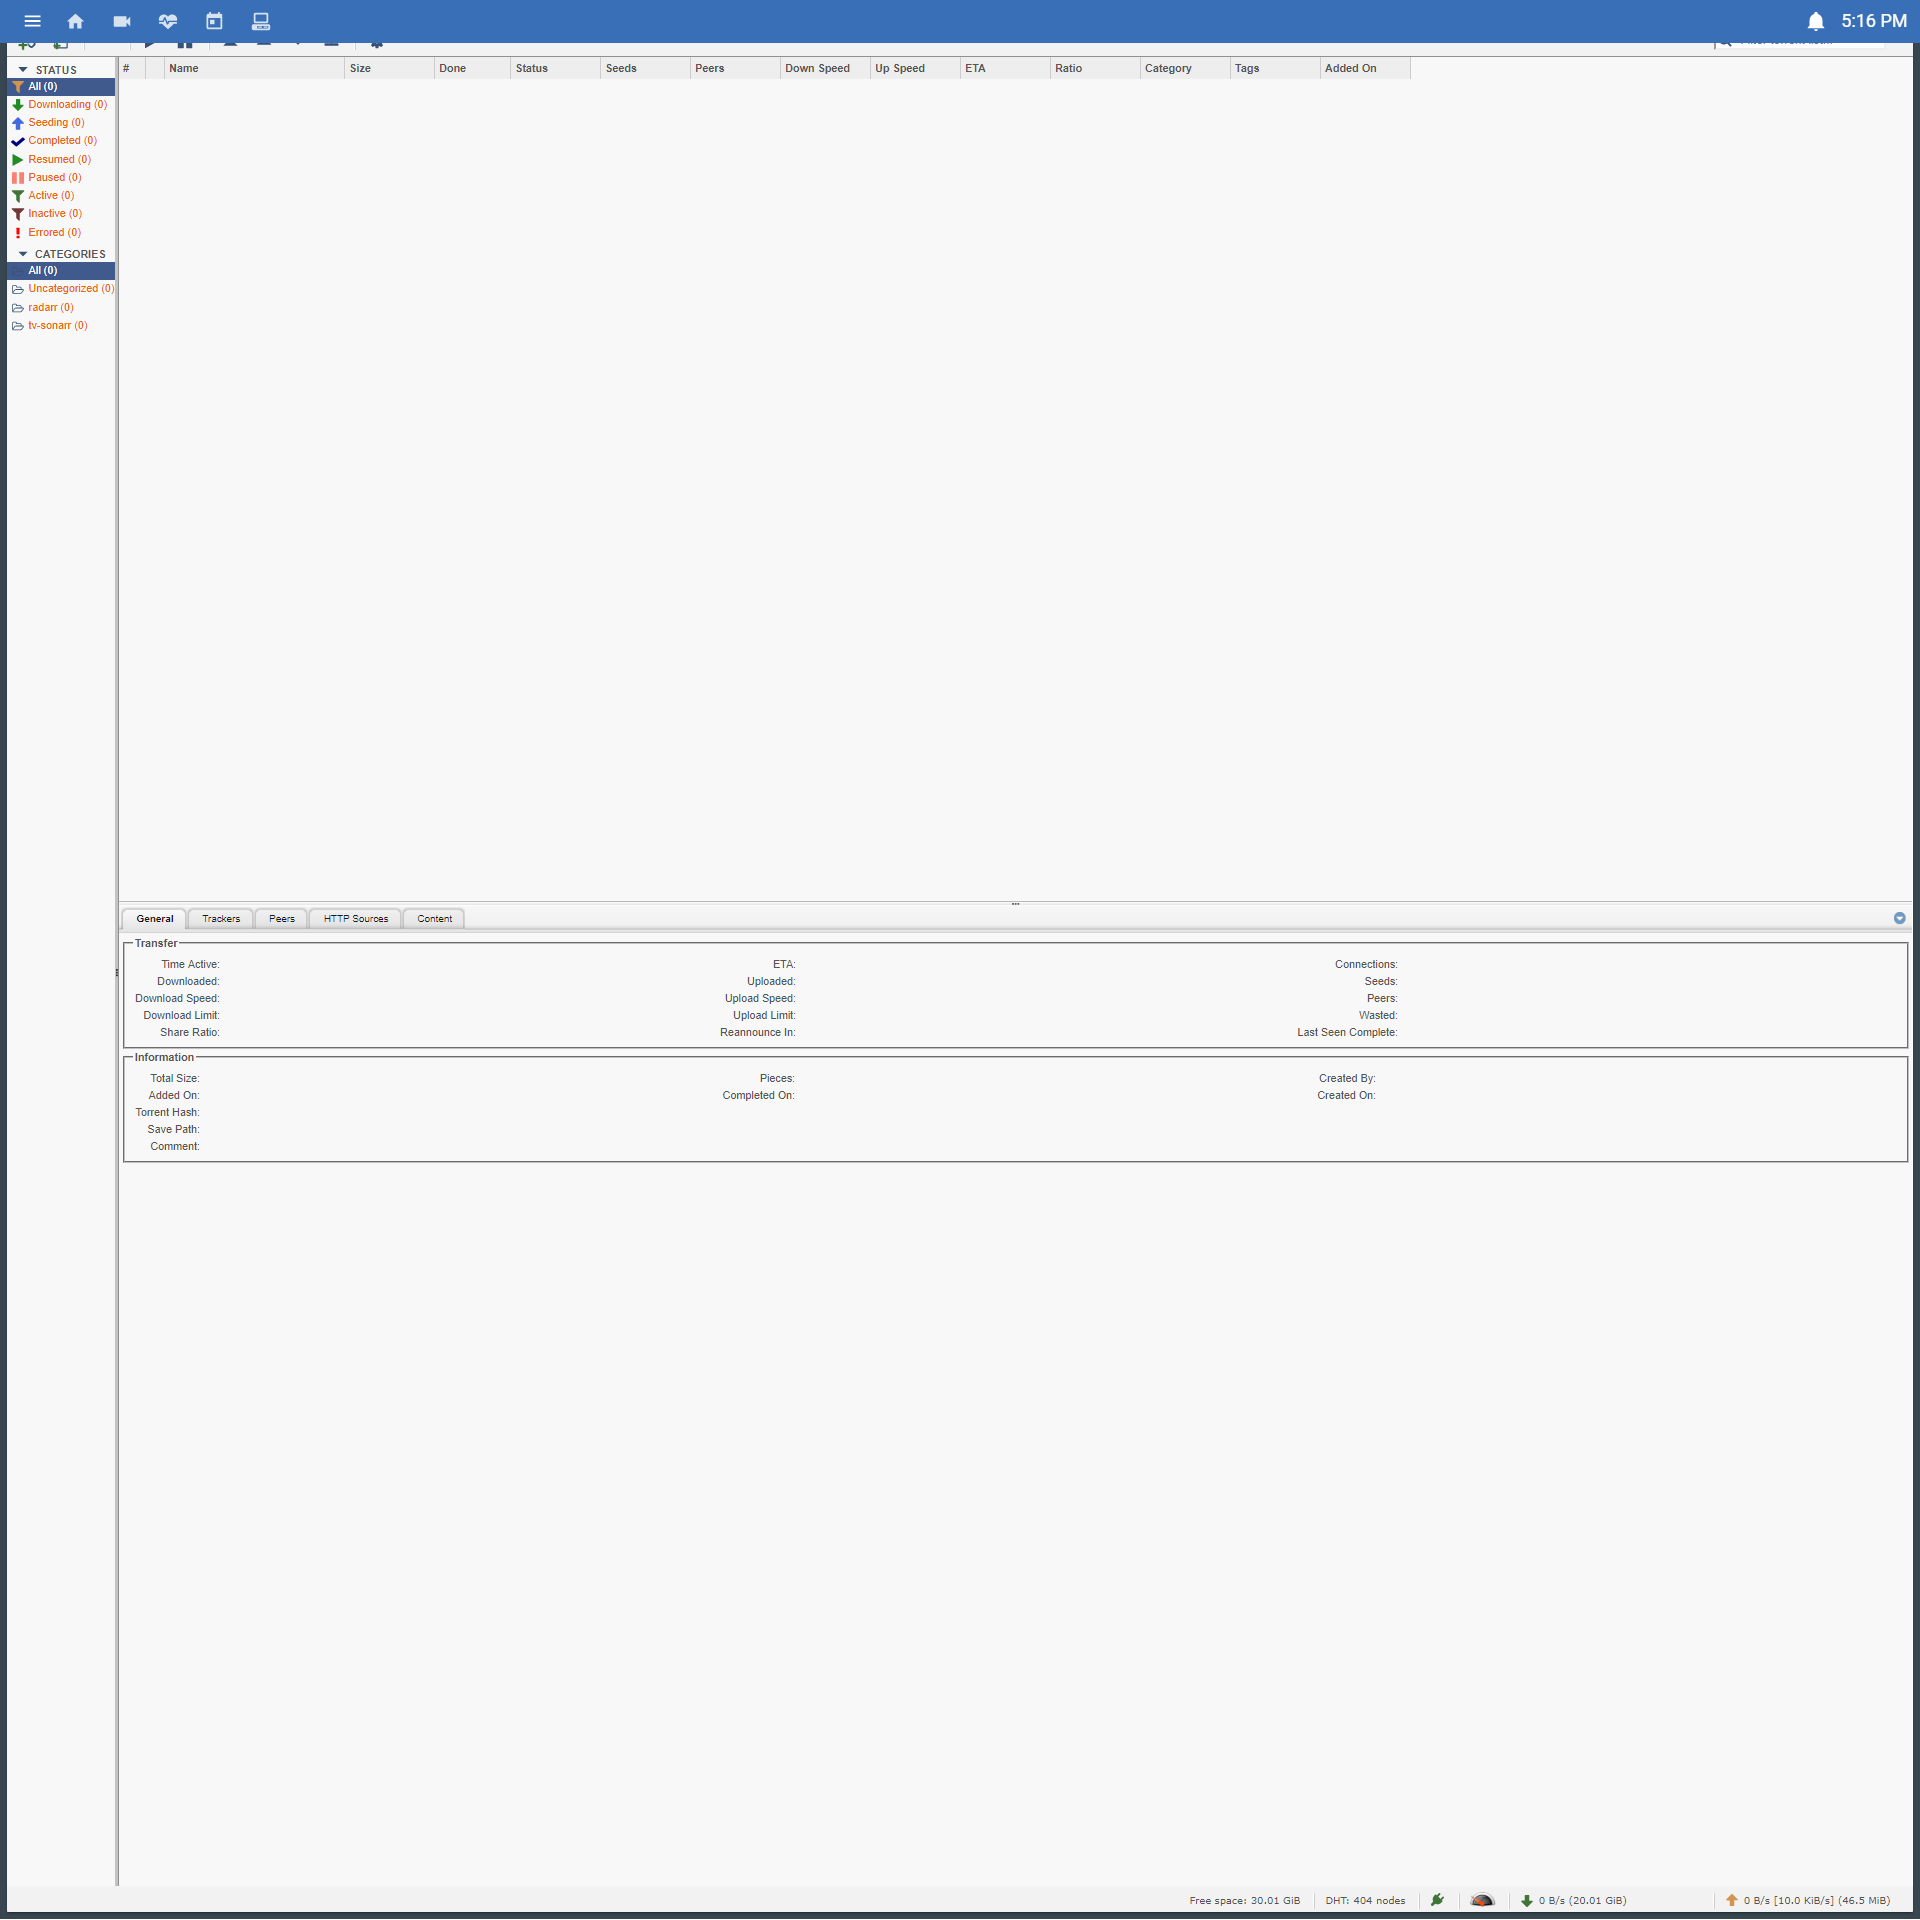 5:16 PM
STATUS
All (0)
Downloading (0)
Seeding (0)
Completed (0)
Resumed (0)
Paused (0)
Active (0)
Inactive (0)
Errored (0)
CATEGORIES
All (0)
Uncategorized (0)
radarr (0)
tv-sonarr (0)
# Name Size Done Status Seeds Peers Down Speed Up Speed ETA Ratio Category Tags Added On
General Trackers Peers HTTP Sources Content
Transfer
Time Active: ETA: Connections:
Downloaded: Uploaded: Seeds:
Download Speed: Upload Speed: Peers:
Download Limit: Upload Limit: Wasted:
Share Ratio: Reannounce In: Last Seen Complete:
Information
Total Size: Pieces: Created By:
Added On: Completed On: Created On:
Torrent Hash:
Save Path:
Comment:
Free space: 30.01 GiB DHT: 404 nodes 0 B/s (20.01 GiB) 0 B/s [10.0 KiB/s] (46.5 MiB)